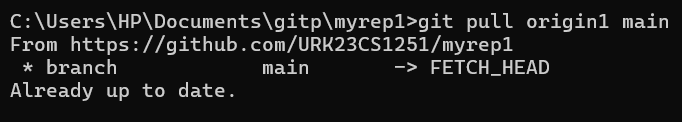 C:\Users\HP\Documents\gitp\myrep1>git pull origin1 main
From https://github.com/URK23CS1251/myrep1
 * branch            main       -> FETCH_HEAD
Already up to date.